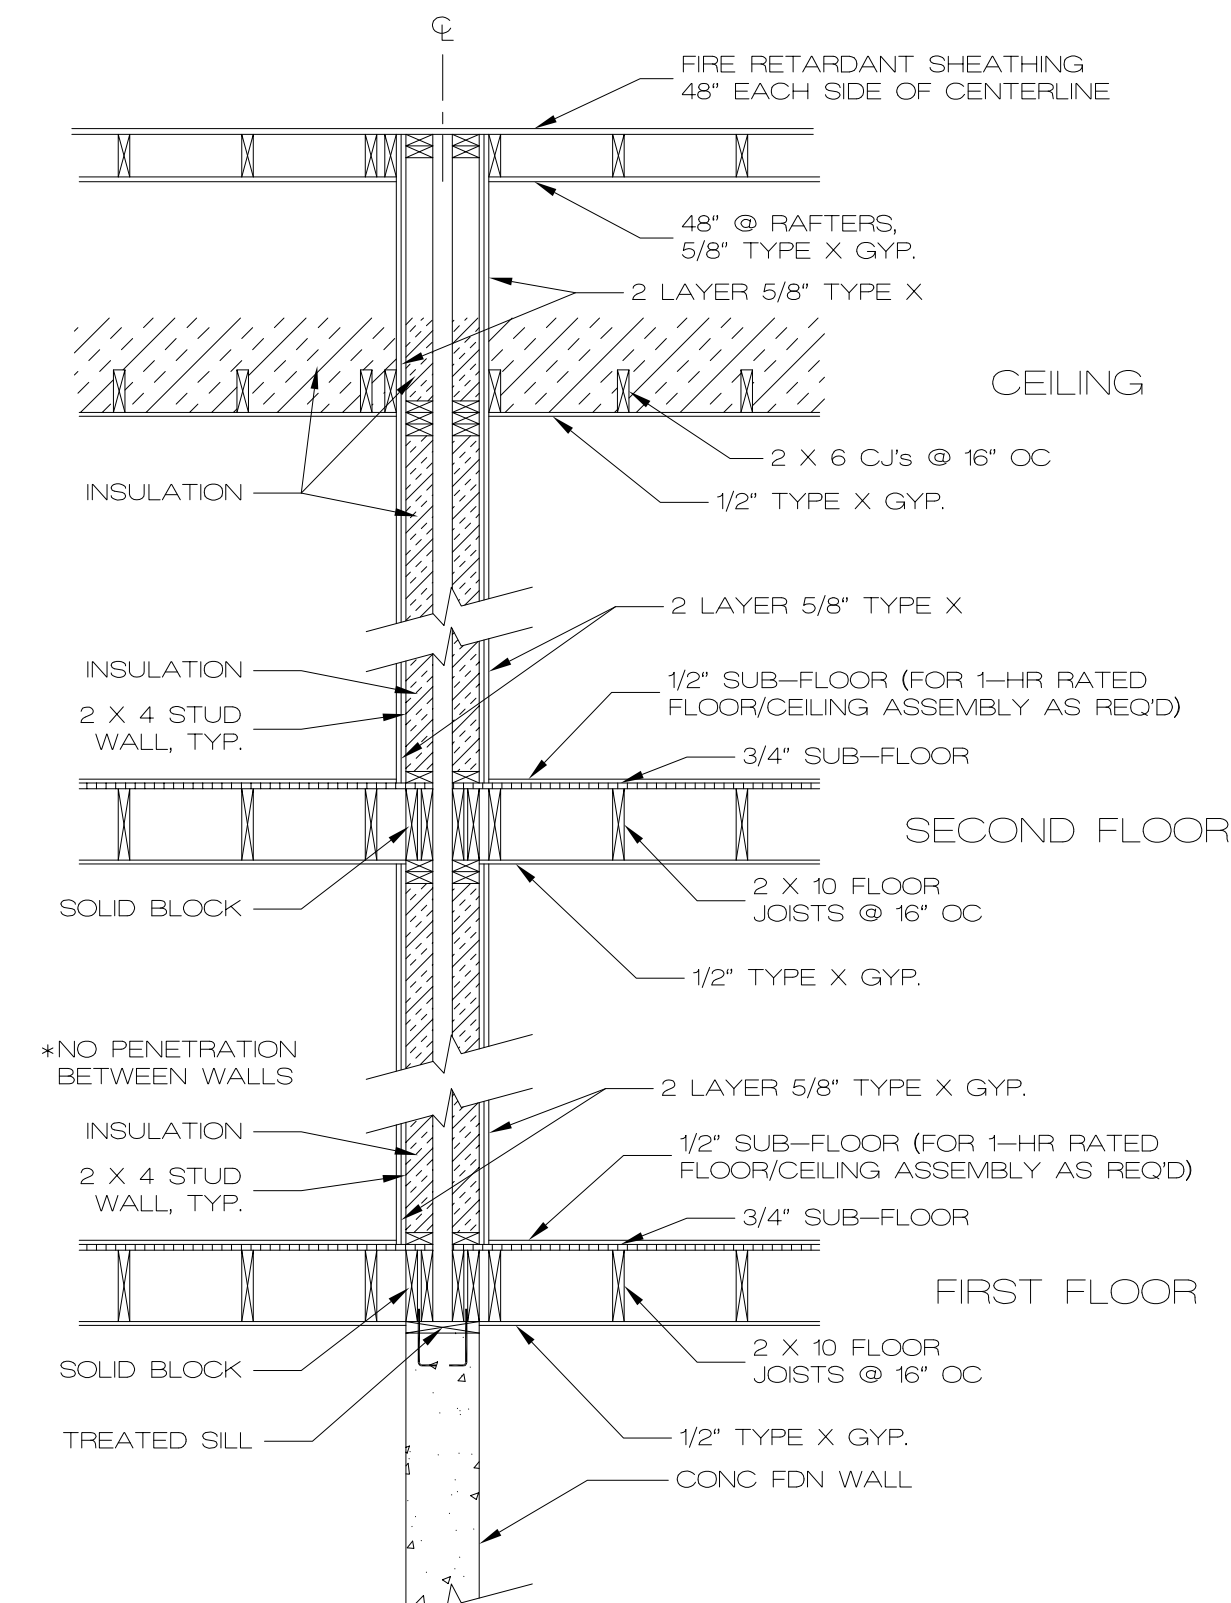 ℄
FIRE RETARDANT SHEATHING
48" EACH SIDE OF CENTERLINE
48" @ RAFTERS,
5/8" TYPE X GYP.
2 LAYER 5/8" TYPE X
CEILING
2 X 6 CJ's @ 16" OC
INSULATION
1/2" TYPE X GYP.
2 LAYER 5/8" TYPE X
INSULATION
1/2" SUB-FLOOR (FOR 1-HR RATED
FLOOR/CEILING ASSEMBLY AS REQ'D)
2 X 4 STUD
WALL, TYP.
3/4" SUB-FLOOR
SECOND FLOOR
2 X 10 FLOOR
JOISTS @ 16" OC
SOLID BLOCK
1/2" TYPE X GYP.
*NO PENETRATION
BETWEEN WALLS
2 LAYER 5/8" TYPE X GYP.
INSULATION
1/2" SUB-FLOOR (FOR 1-HR RATED
FLOOR/CEILING ASSEMBLY AS REQ'D)
2 X 4 STUD
WALL, TYP.
3/4" SUB-FLOOR
FIRST FLOOR
2 X 10 FLOOR
JOISTS @ 16" OC
SOLID BLOCK
TREATED SILL
1/2" TYPE X GYP.
CONC FDN WALL